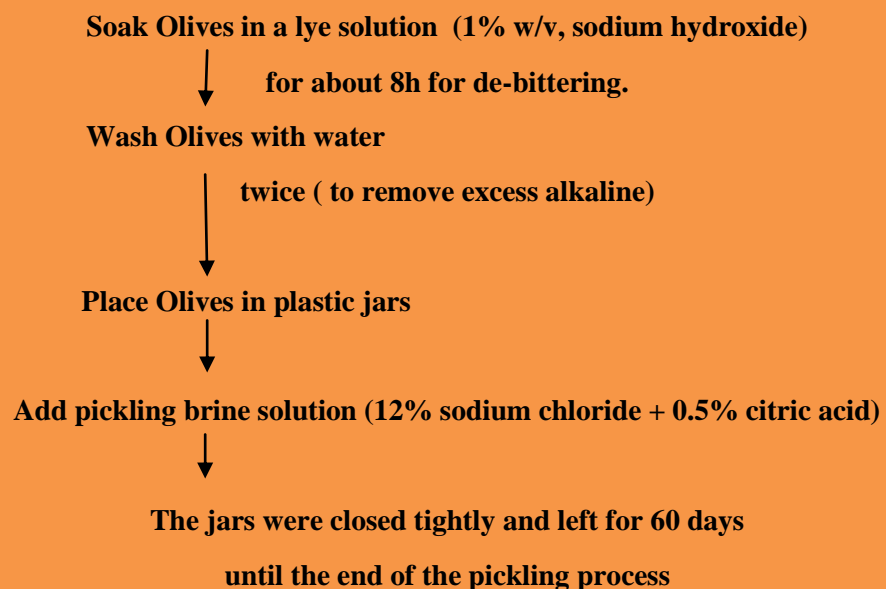 Soak Olives in a lye solution (1% w/v, sodium hydroxide)
for about 8h for de-bittering.
Wash Olives with water
twice ( to remove excess alkaline)
Place Olives in plastic jars
Add pickling brine solution (12% sodium chloride + 0.5% citric acid)
The jars were closed tightly and left for 60 days
until the end of the pickling process